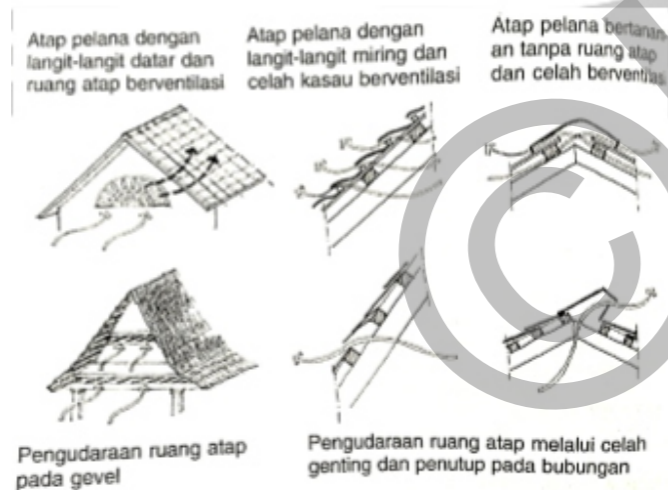 Atap pelana dengan
langit-langit datar dan
ruang atap berventilasi
Atap pelana dengan
langit-langit miring dan
celah kasau berventilasi
Atap pelana bertanam-
an tanpa ruang atap
dan celah berventilasi
Pengudaraan ruang atap
pada gevel
Pengudaraan ruang atap melalui celah
genting dan penutup pada bubungan